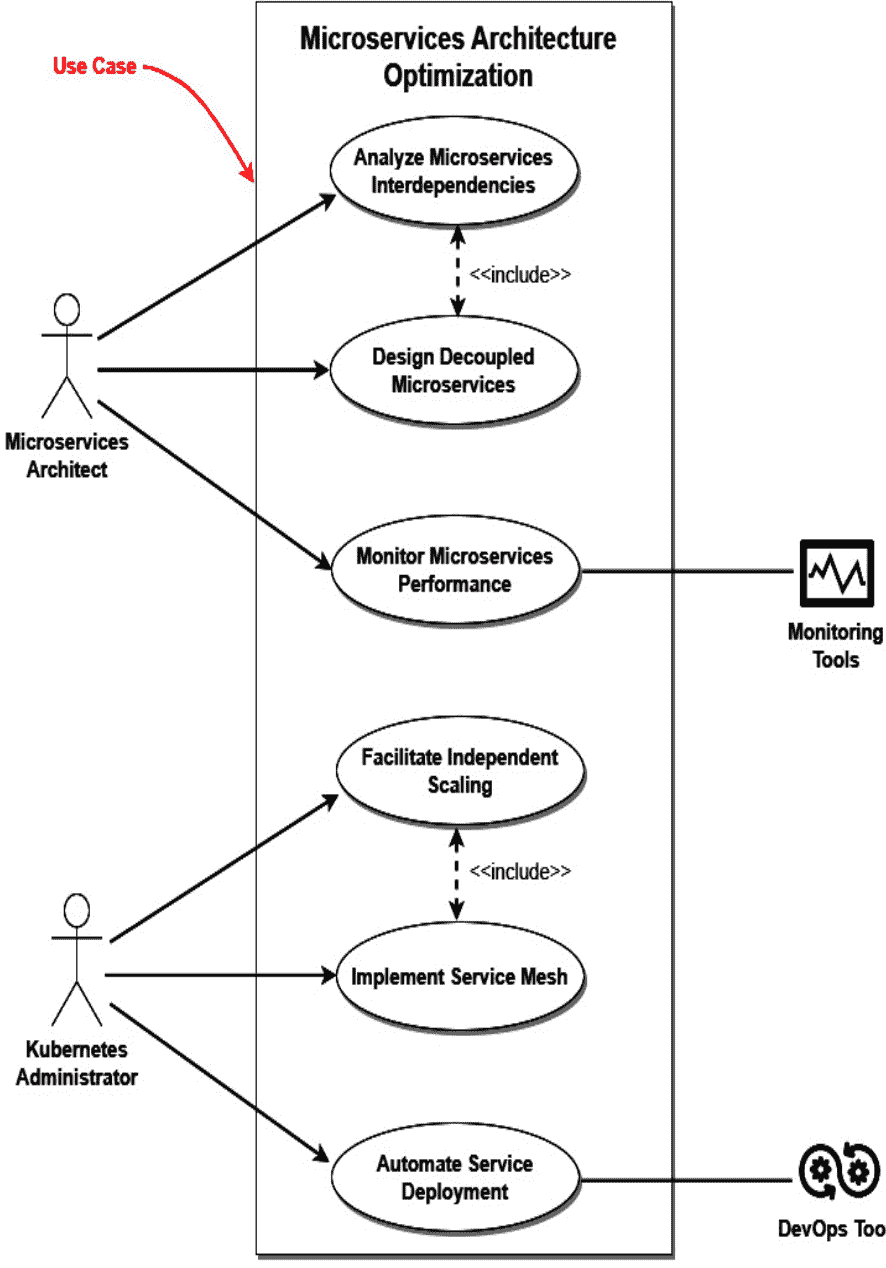 Microservices Architecture
Optimization
Use Case
Analyze Microservices
Interdependencies
<<include>>
Design Decoupled
Microservices
Microservices
Architect
Monitor Microservices
Performance
Monitoring
Tools
Facilitate Independent
Scaling
<<include>>
Implement Service Mesh
Kubernetes
Administrator
Automate Service
Deployment
DevOps Too